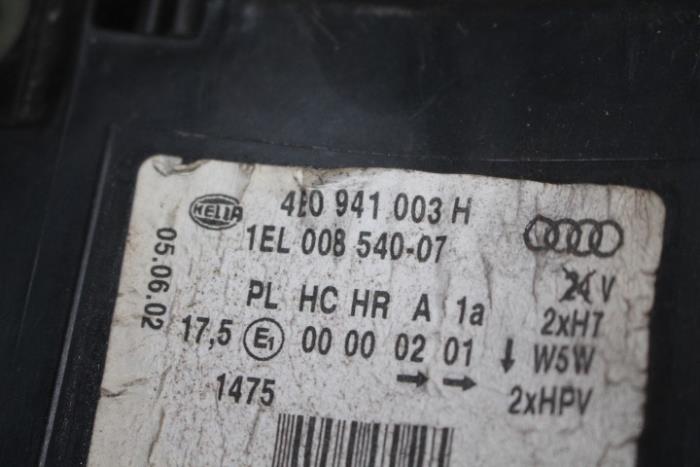 HELLA
4E0 941 003 H
1EL 008 540-07
05.06.02
PL HC HR A 1a
24 V
2xH7
17,5 E1 00 00 02 01 ↓ W5W
→ →
1475
2xHPV